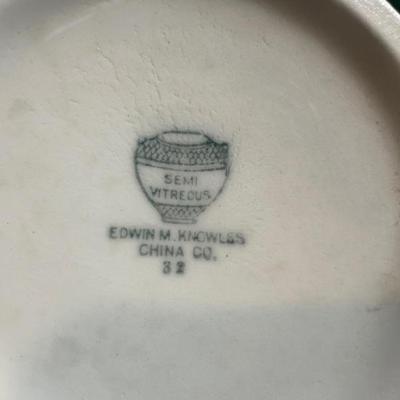 SEMI
VITREOUS
EDWIN M. KNOWLES
CHINA CO.
32